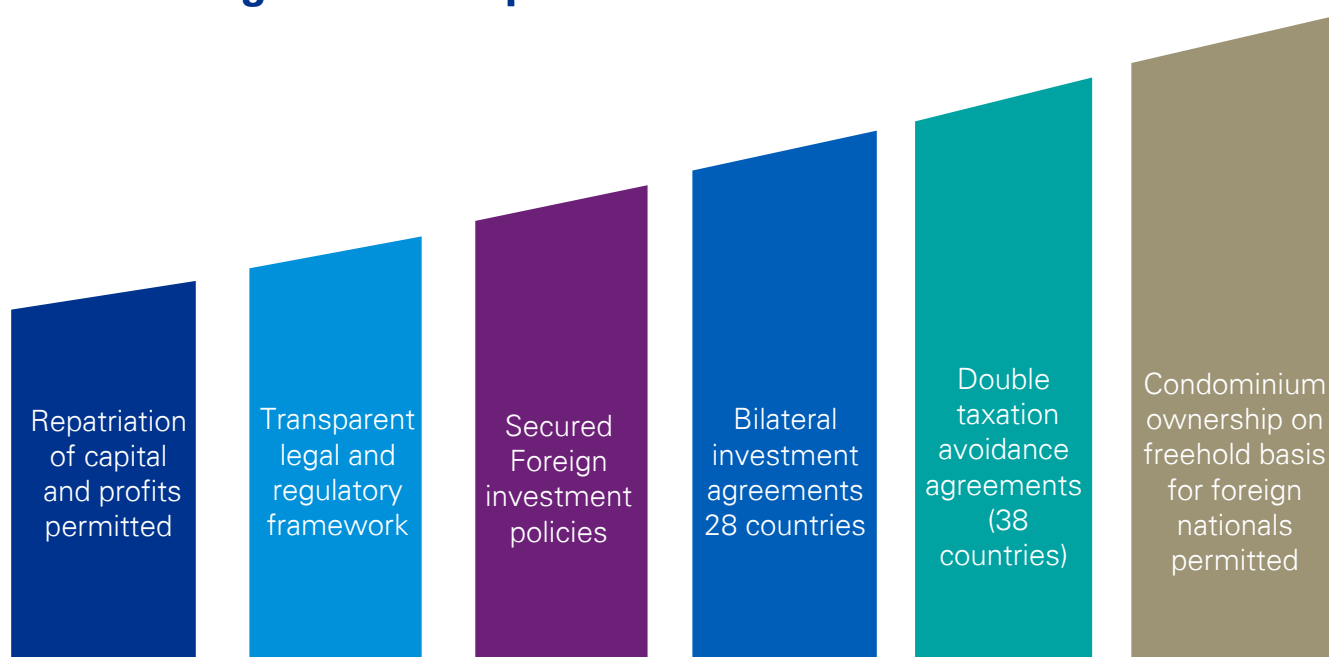 Repatriation
of capital
and profits
permitted
Transparent
legal and
regulatory
framework
Secured
Foreign
investment
policies
Bilateral
investment
agreements
28 countries
Double
taxation
avoidance
agreements
(38
countries)
Condominium
ownership on
freehold basis
for foreign
nationals
permitted